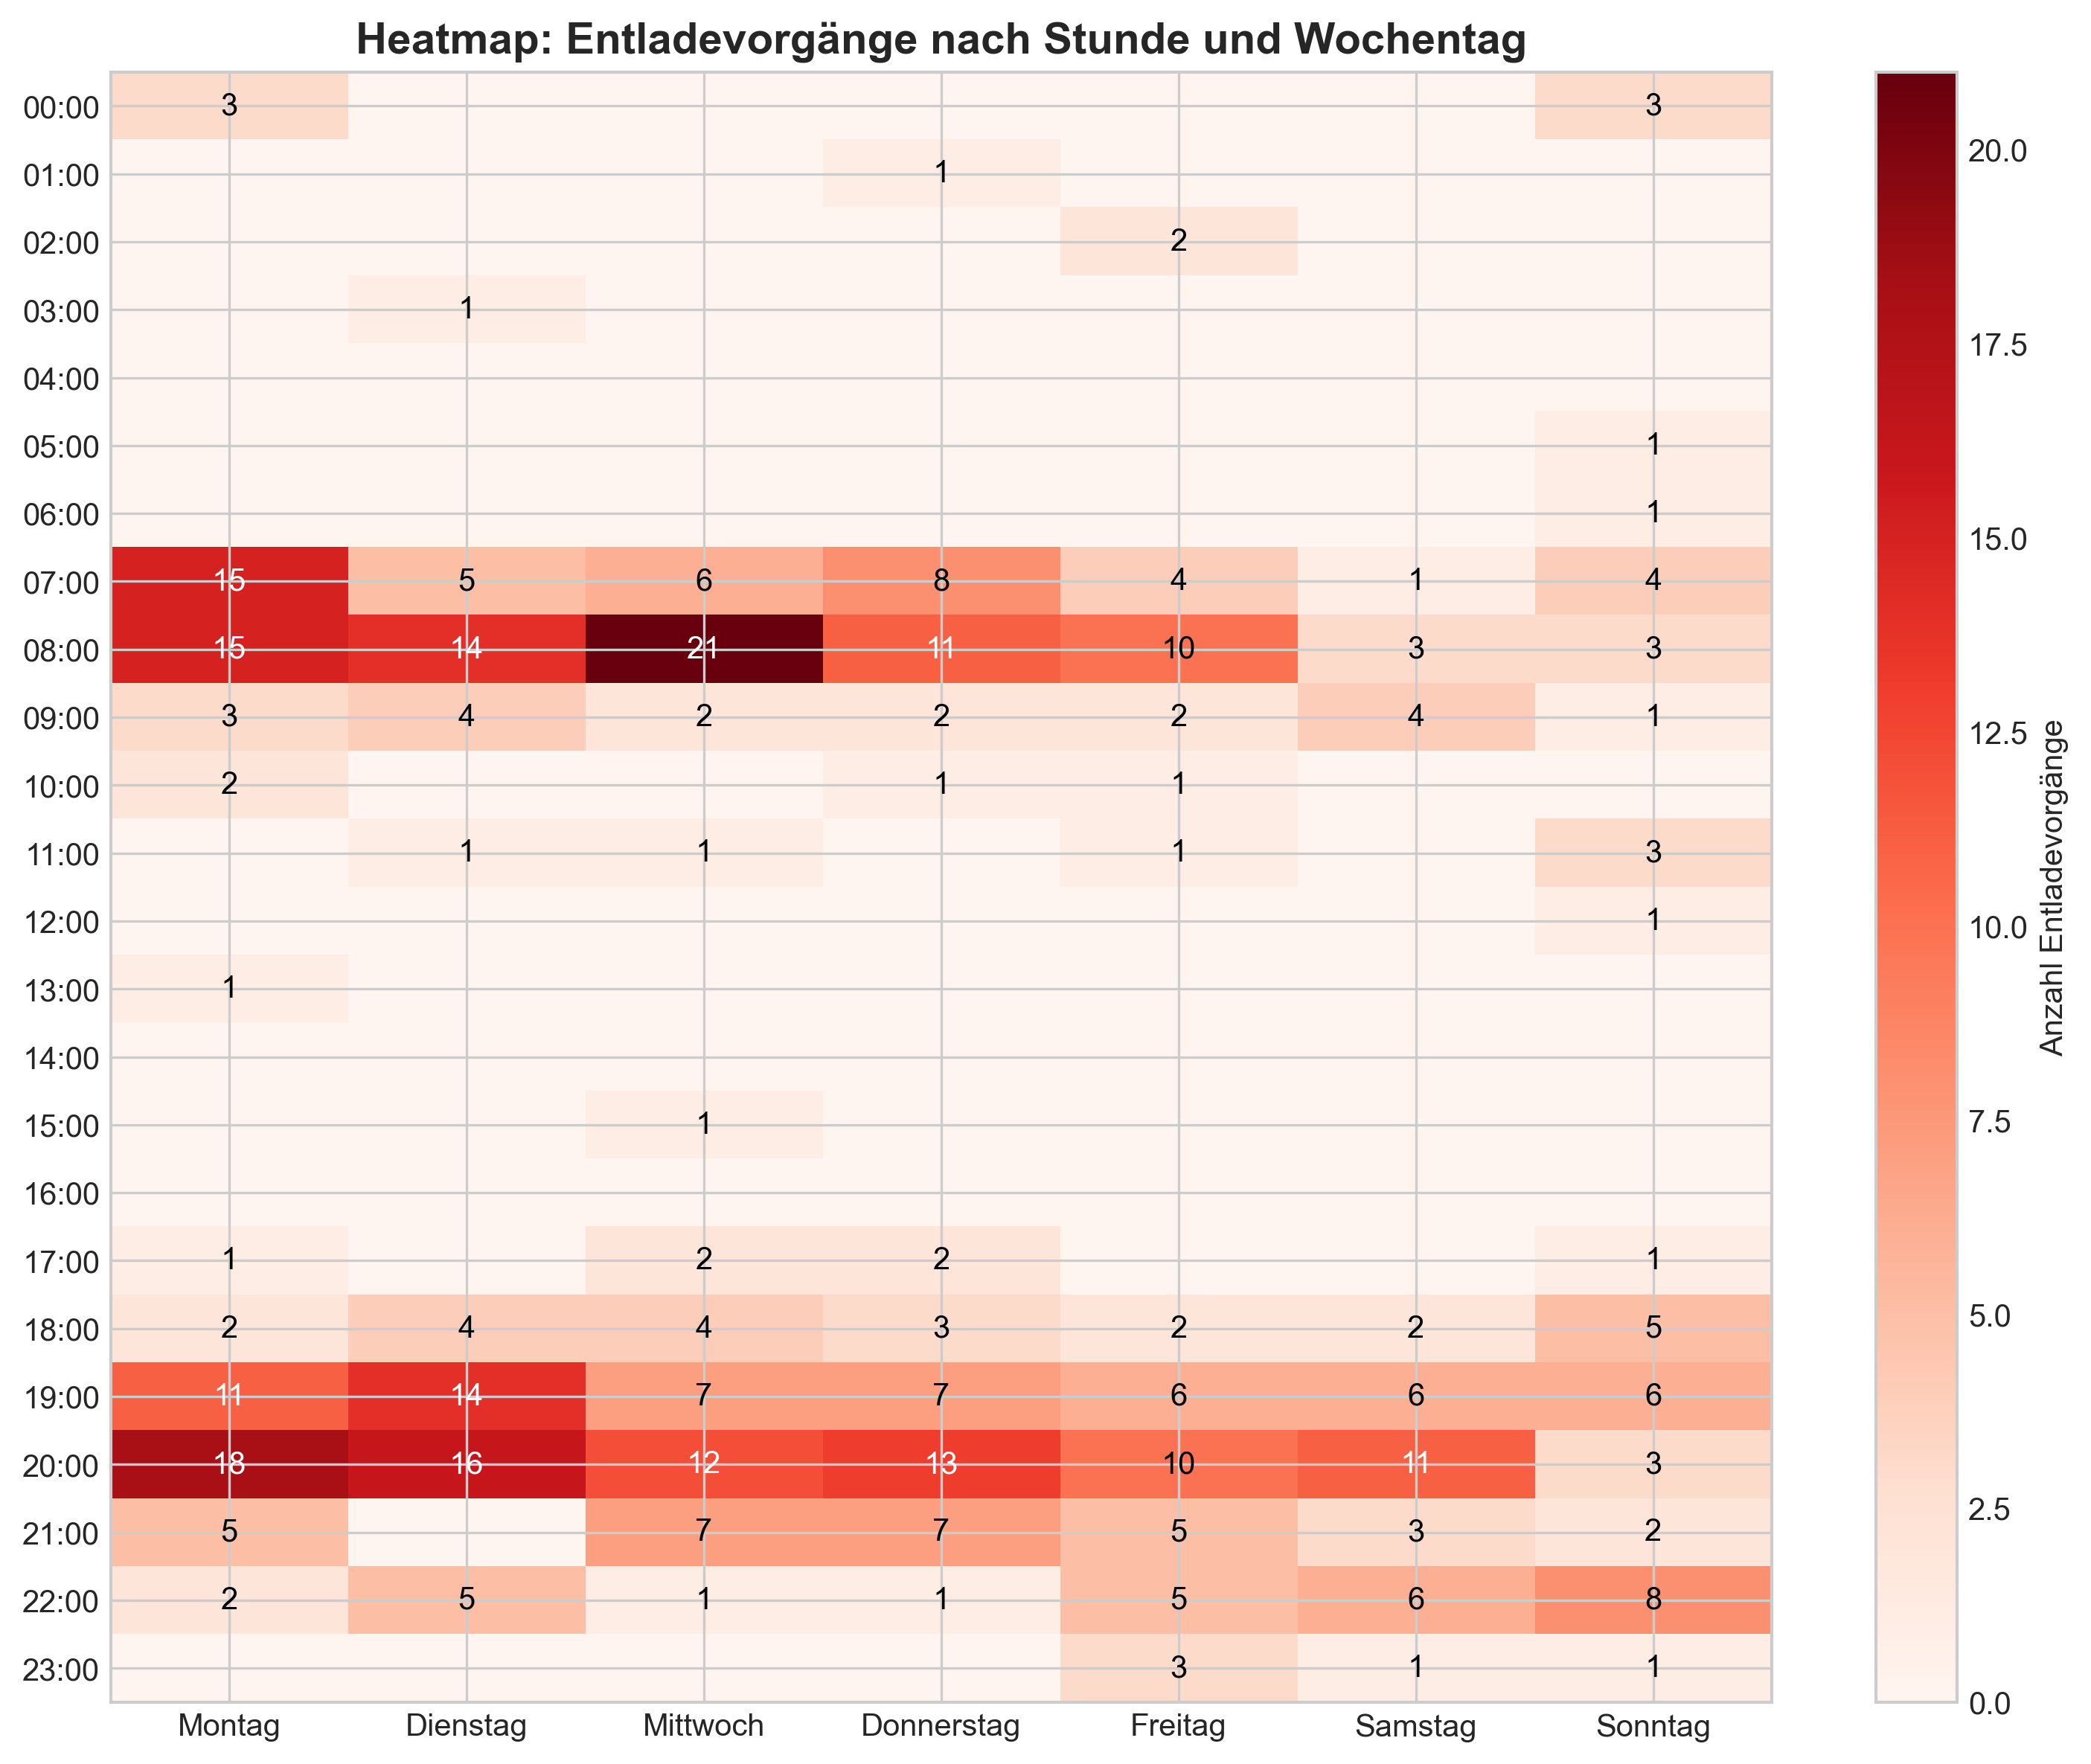 Heatmap: Entladevorgänge nach Stunde und Wochentag
00:00 3 3
01:00 1
02:00 2
03:00 1
04:00
05:00 1
06:00 1
07:00 15 5 6 8 4 1 4
08:00 15 14 21 11 10 3 3
09:00 3 4 2 2 2 4 1
10:00 2 1 1
11:00 1 1 1 3
12:00 1
13:00 1
14:00
15:00 1
16:00
17:00 1 2 2 1
18:00 2 4 4 3 2 2 5
19:00 11 14 7 7 6 6 6
20:00 18 16 12 13 10 11 3
21:00 5 7 7 5 3 2
22:00 2 5 1 1 5 6 8
23:00 3 1 1
Montag Dienstag Mittwoch Donnerstag Freitag Samstag Sonntag
20.0
17.5
15.0
12.5
10.0
7.5
5.0
2.5
0.0
Anzahl Entladevorgänge